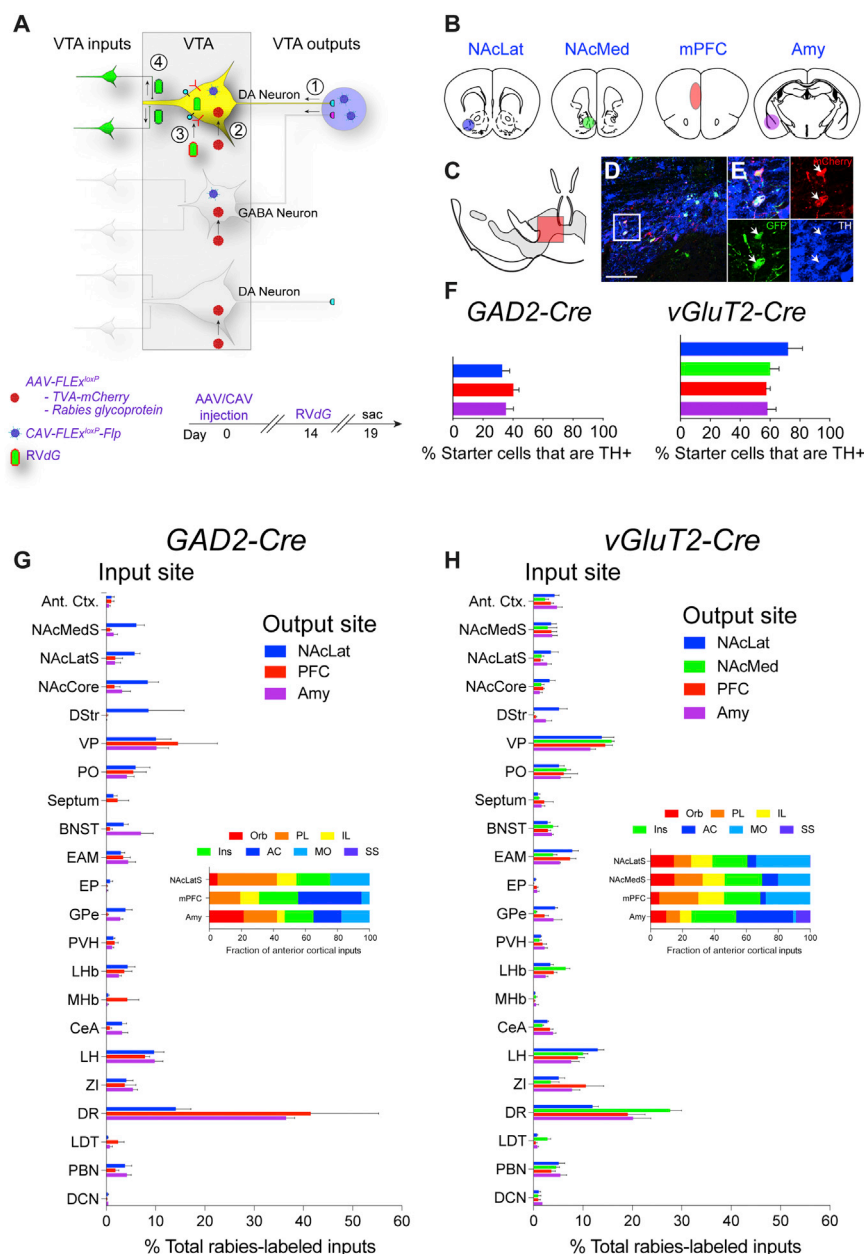 A
VTA inputs
VTA
VTA outputs
④
①
DA Neuron
③
②
GABA Neuron
DA Neuron
AAV-FLEx^loxP
- TVA-mCherry
- Rabies glycoprotein
CAV-FLEx^loxP-Flp
RVdG
AAV/CAV
injection
RVdG
sac
Day
0
14
19
B
NAcLat
NAcMed
mPFC
Amy
C
D
E
mCherry
GFP
TH
F
GAD2-Cre
vGluT2-Cre
0 20 40 60 80 100
% Starter cells that are TH+
0 20 40 60 80 100
% Starter cells that are TH+
G
GAD2-Cre
Input site
Ant. Ctx.
NAcMedS
NAcLatS
NAcCore
DStr
VP
PO
Septum
BNST
EAM
EP
GPe
PVH
LHb
MHb
CeA
LH
ZI
DR
LDT
PBN
DCN
Output site
NAcLat
PFC
Amy
Orb PL IL
Ins AC MO SS
NAcLatS
mPFC
Amy
0 20 40 60 80 100
Fraction of anterior cortical inputs
0 10 20 30 40 50 60
% Total rabies-labeled inputs
H
vGluT2-Cre
Input site
Ant. Ctx.
NAcMedS
NAcLatS
NAcCore
DStr
VP
PO
Septum
BNST
EAM
EP
GPe
PVH
LHb
MHb
CeA
LH
ZI
DR
LDT
PBN
DCN
Output site
NAcLat
NAcMed
PFC
Amy
Orb PL IL
Ins AC MO SS
NAcLatS
NAcMedS
mPFC
Amy
0 20 40 60 80 100
Fraction of anterior cortical inputs
0 10 20 30 40 50 60
% Total rabies-labeled inputs